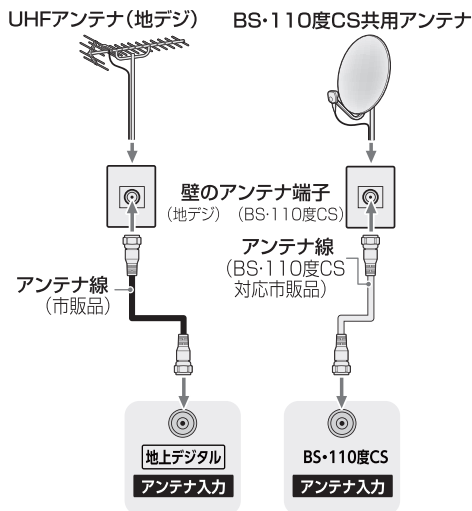 UHFアンテナ(地デジ)
BS・110度CS共用アンテナ
壁のアンテナ端子
(地デジ) (BS・110度CS)
アンテナ線
(市販品)
アンテナ線
(BS・110度CS
対応市販品)
地上デジタル
アンテナ入力
BS・110度CS
アンテナ入力